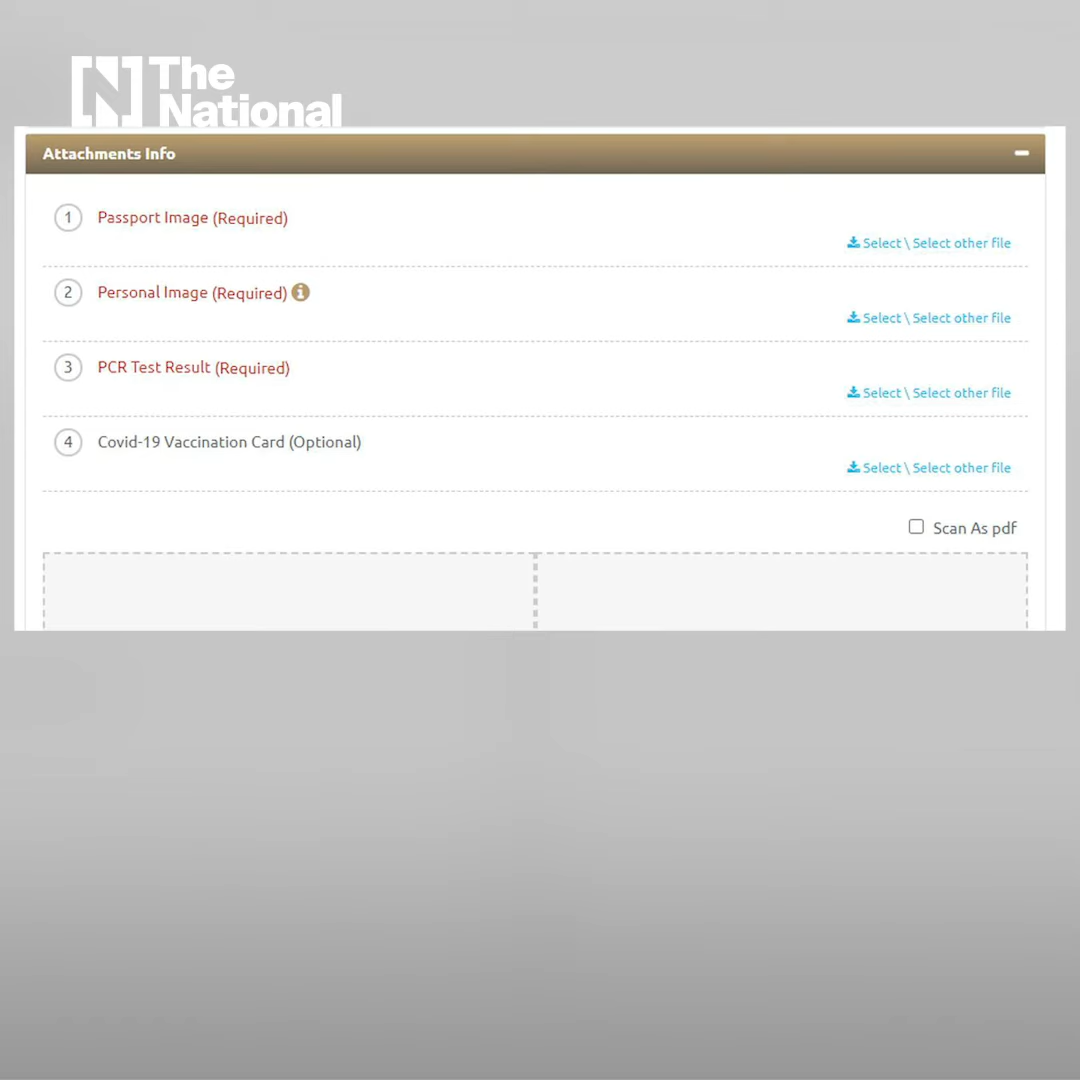 The
National
Attachments Info
1 Passport Image (Required)
Select \ Select other file
2 Personal Image (Required)
Select \ Select other file
3 PCR Test Result (Required)
Select \ Select other file
4 Covid-19 Vaccination Card (Optional)
Select \ Select other file
Scan As pdf